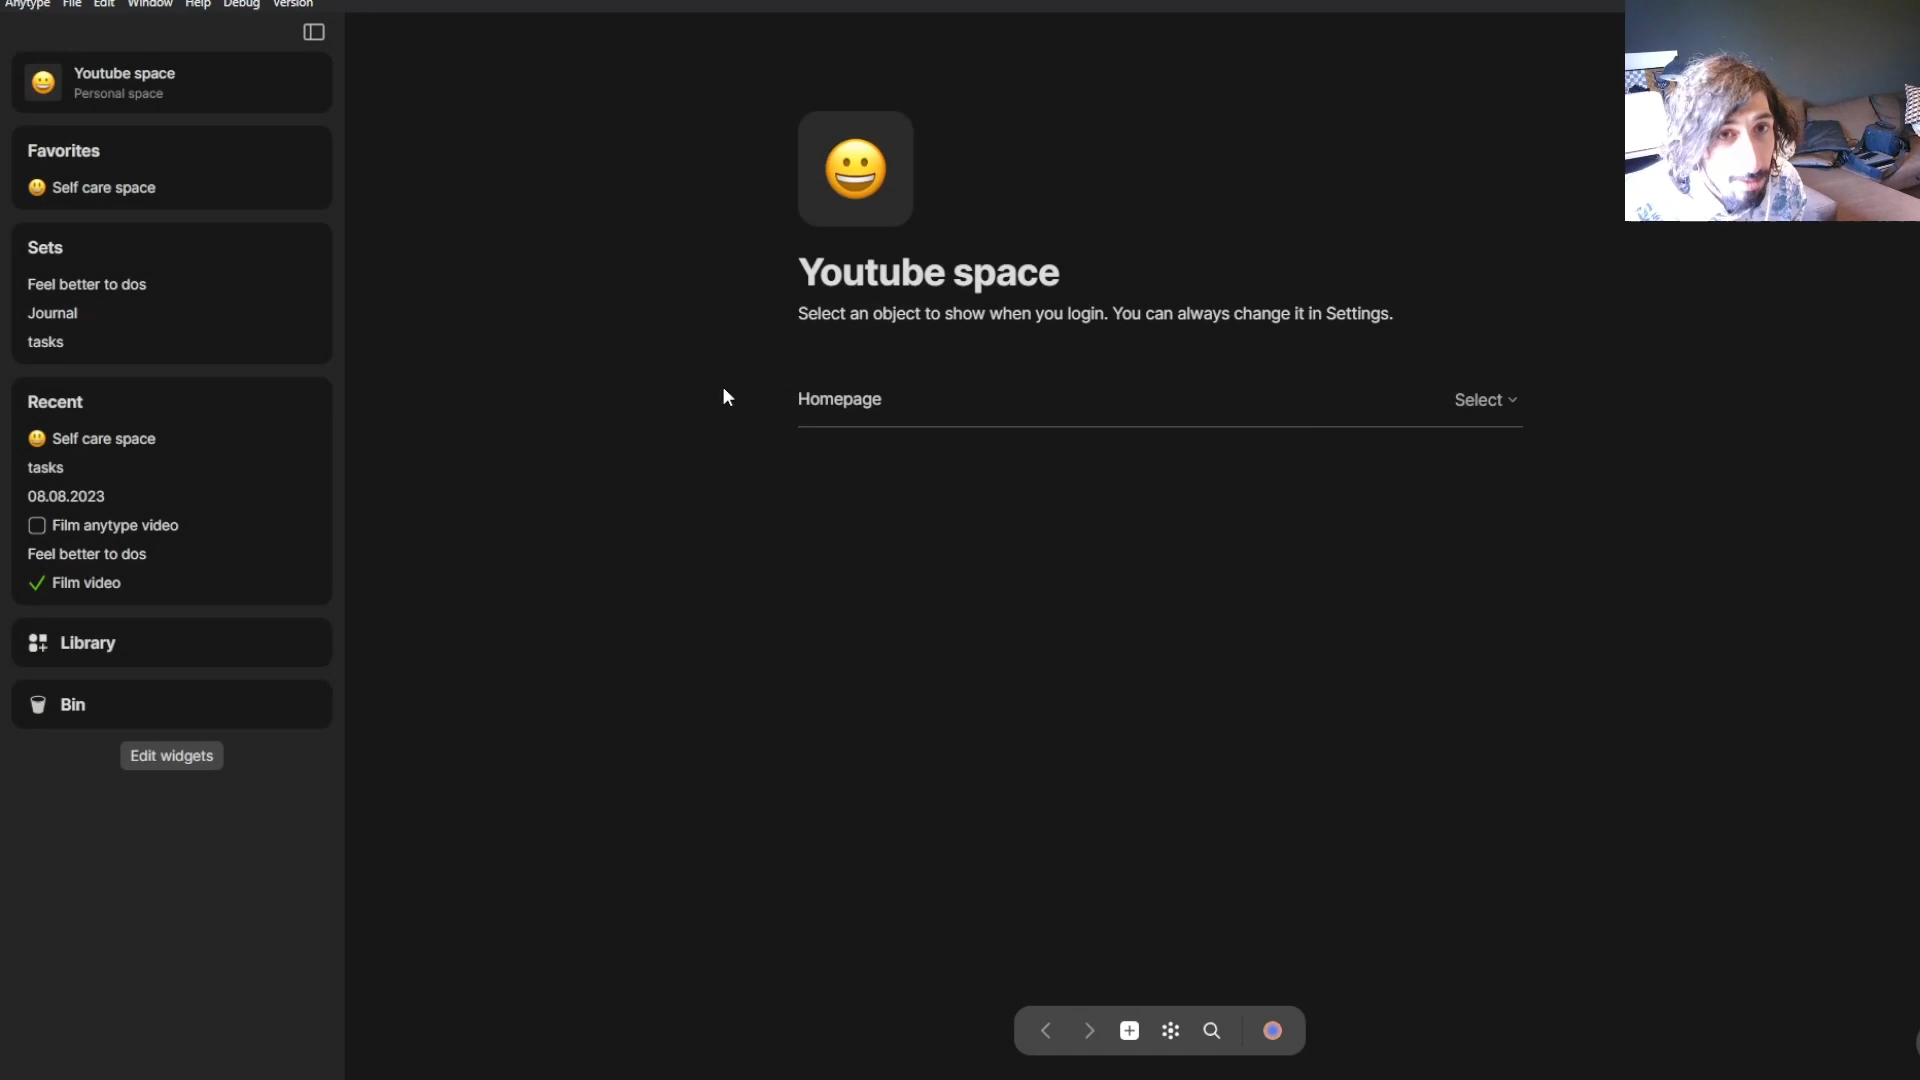 Anytype File Edit Window Help Debug Version
Youtube space
Personal space
Favorites
Self care space
Sets
Feel better to dos
Journal
tasks
Recent
Self care space
tasks
08.08.2023
Film anytype video
Feel better to dos
Film video
Library
Bin
Edit widgets
Youtube space
Select an object to show when you login. You can always change it in Settings.
Homepage
Select